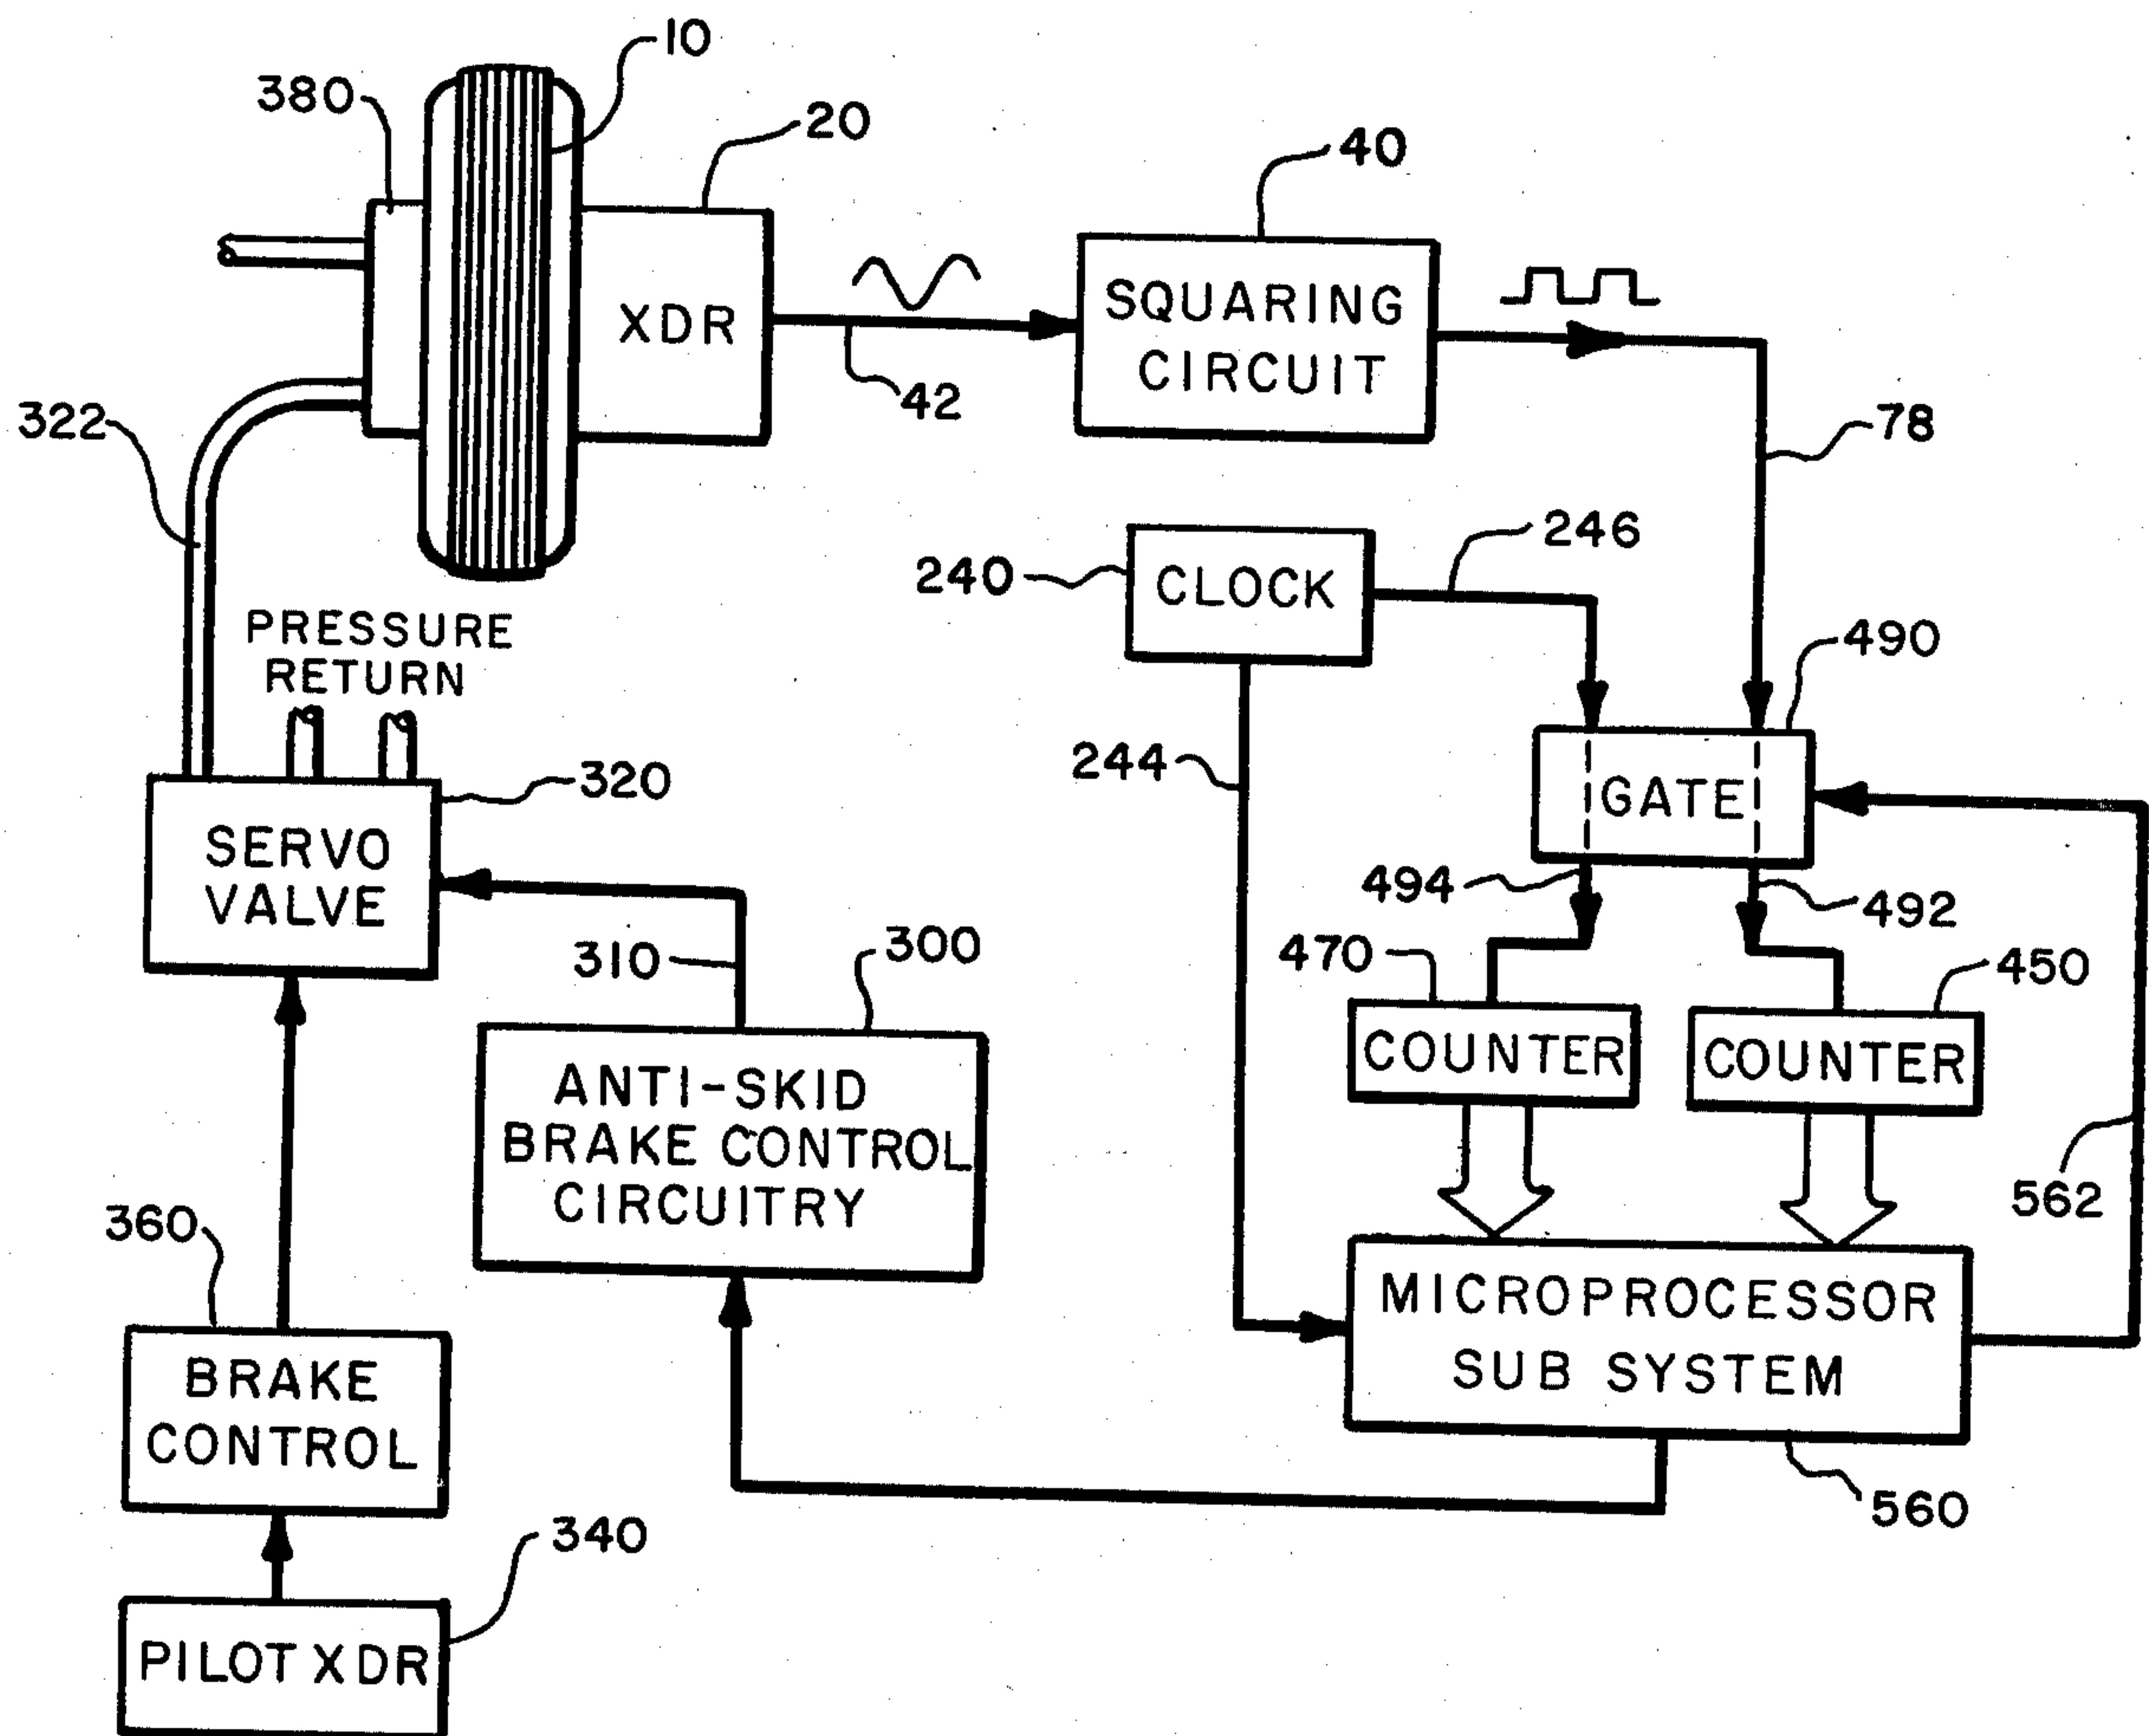 10
380
20
40
XDR
SQUARING
CIRCUIT
42
322
78
246
240
CLOCK
PRESSURE
RETURN
490
244
320
GATE
SERVO
VALVE
494
492
310
300
470
450
COUNTER
COUNTER
ANTI-SKID
BRAKE CONTROL
CIRCUITRY
562
360
MICROPROCESSOR
SUB SYSTEM
BRAKE
CONTROL
560
340
PILOT XDR